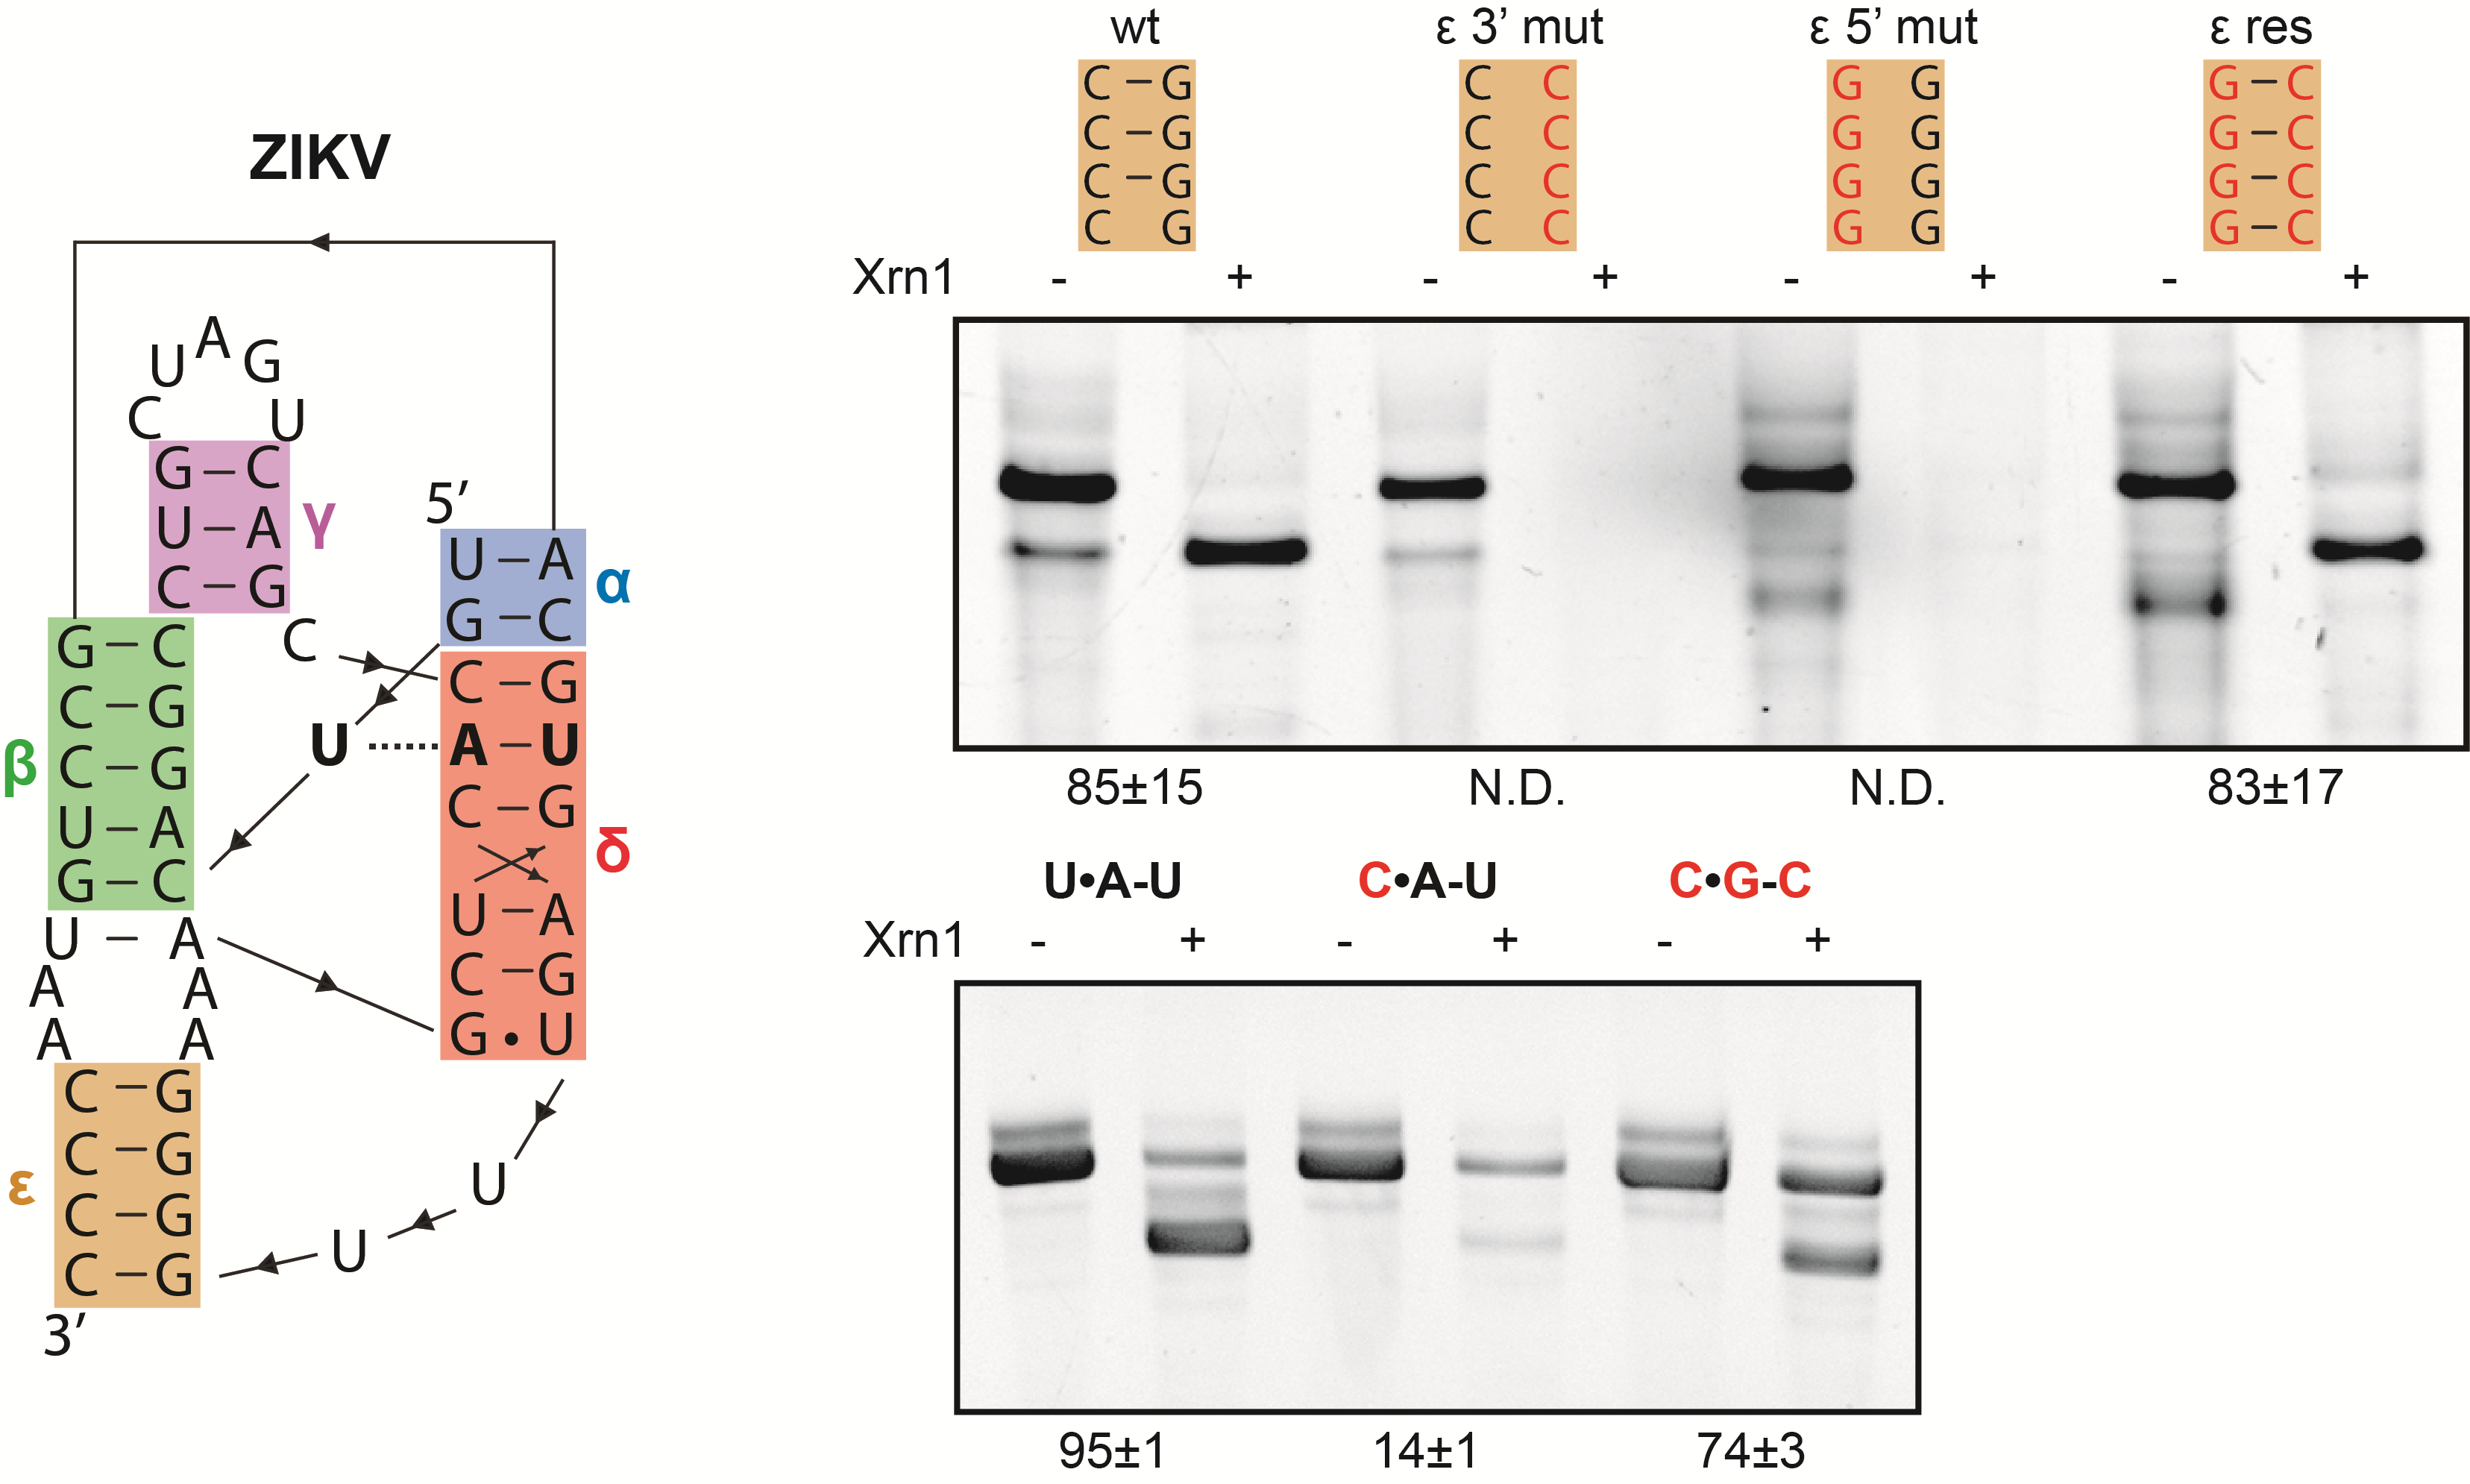 ZIKV
U A G
C U
G – C
U – A
C – G
γ
C
5′
U – A
G – C
α
G – C
C – G
C – G
U – A
G – C
β
U
C – G
A – U
C – G
U – A
C – G
G • U
δ
U – A
A A
A A
C – G
C – G
C – G
C – G
ε
3′
U
U
wt ε 3’ mut ε 5’ mut ε res
C – G C C G G G – C
C – G C C G G G – C
C – G C C G G G – C
C G C C G G G – C
Xrn1 - + - + - + - +
85±15 N.D. N.D. 83±17
U•A-U C•A-U C•G-C
Xrn1 - + - + - +
95±1 14±1 74±3